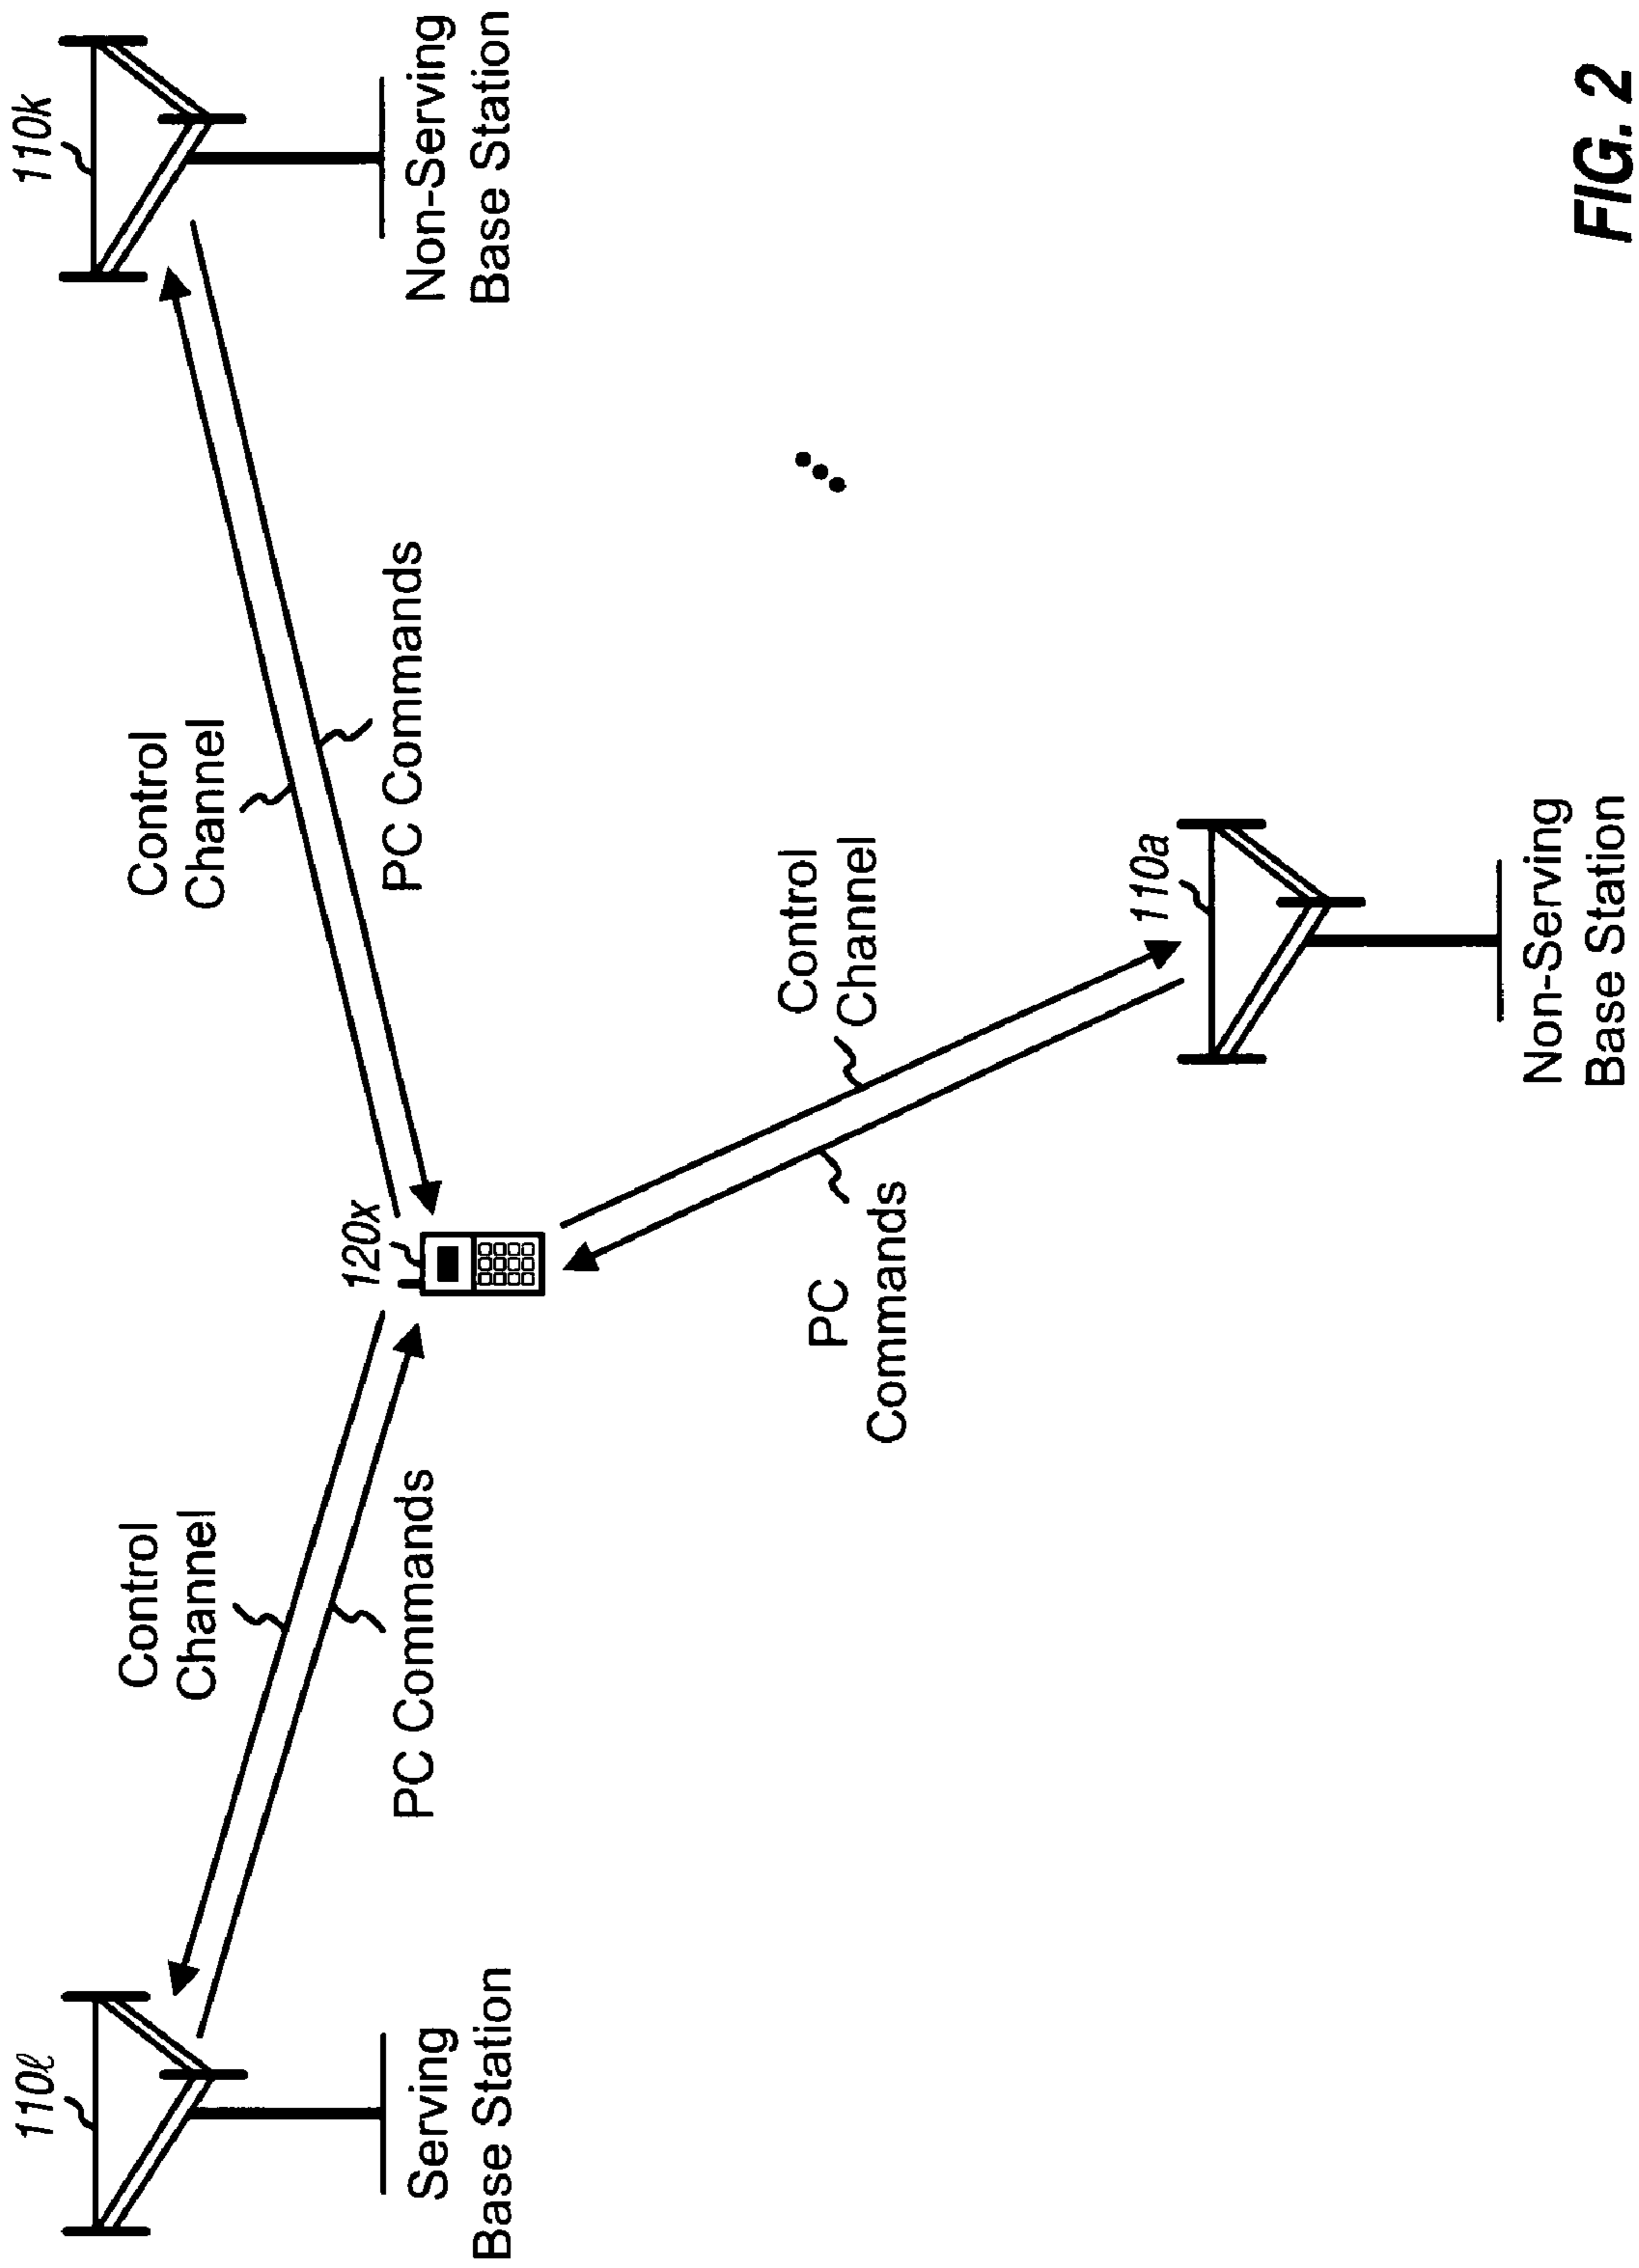 110ℓ
Serving
Base Station
Control
Channel
PC Commands
120x
Control
Channel
PC Commands
110k
Non-Serving
Base Station
PC
Commands
Control
Channel
110a
Non-Serving
Base Station
FIG. 2